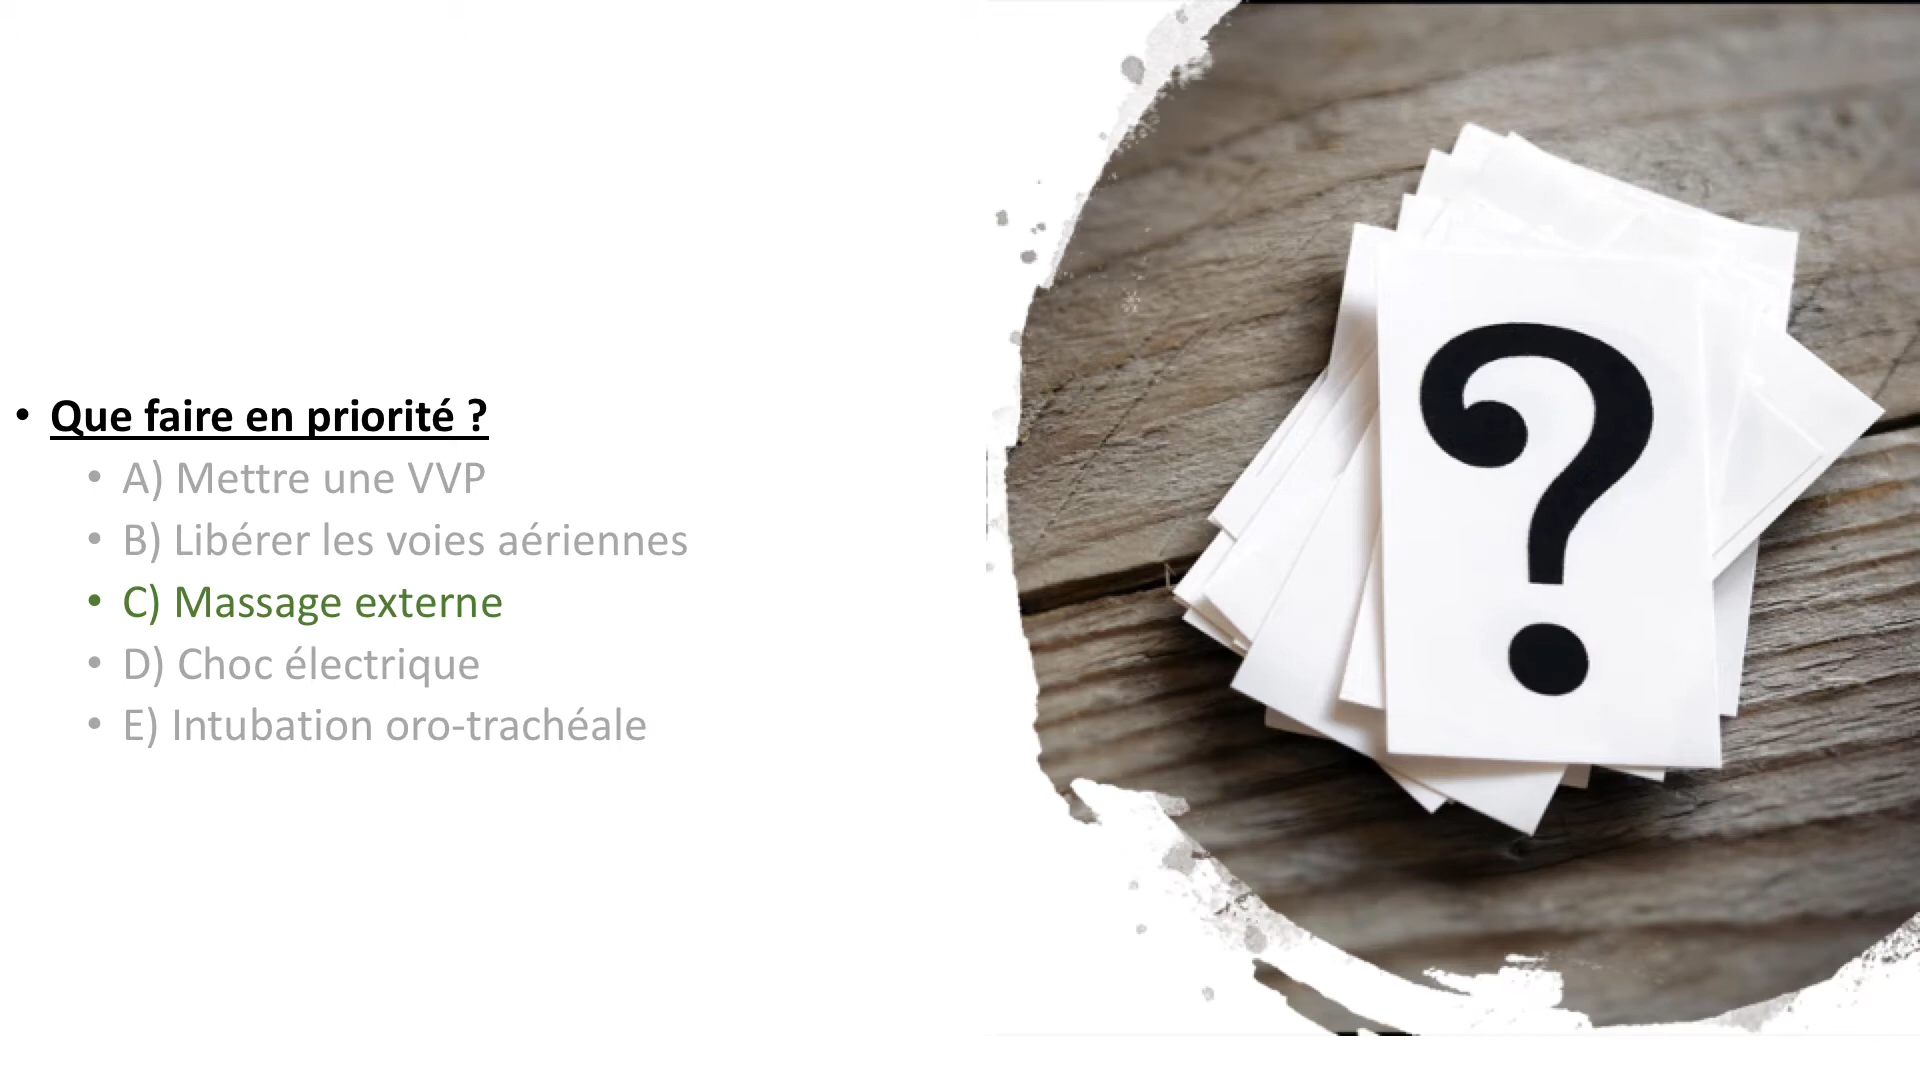 • Que faire en priorité ?
• A) Mettre une VVP
• B) Libérer les voies aériennes
• C) Massage externe
• D) Choc électrique
• E) Intubation oro-trachéale
?